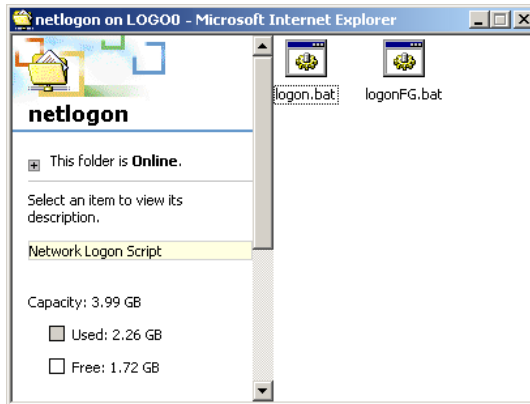 netlogon on LOGO0 - Microsoft Internet Explorer
netlogon
This folder is Online.
Select an item to view its
description.
Network Logon Script
Capacity: 3.99 GB
Used: 2.26 GB
Free: 1.72 GB
logon.bat
logonFG.bat